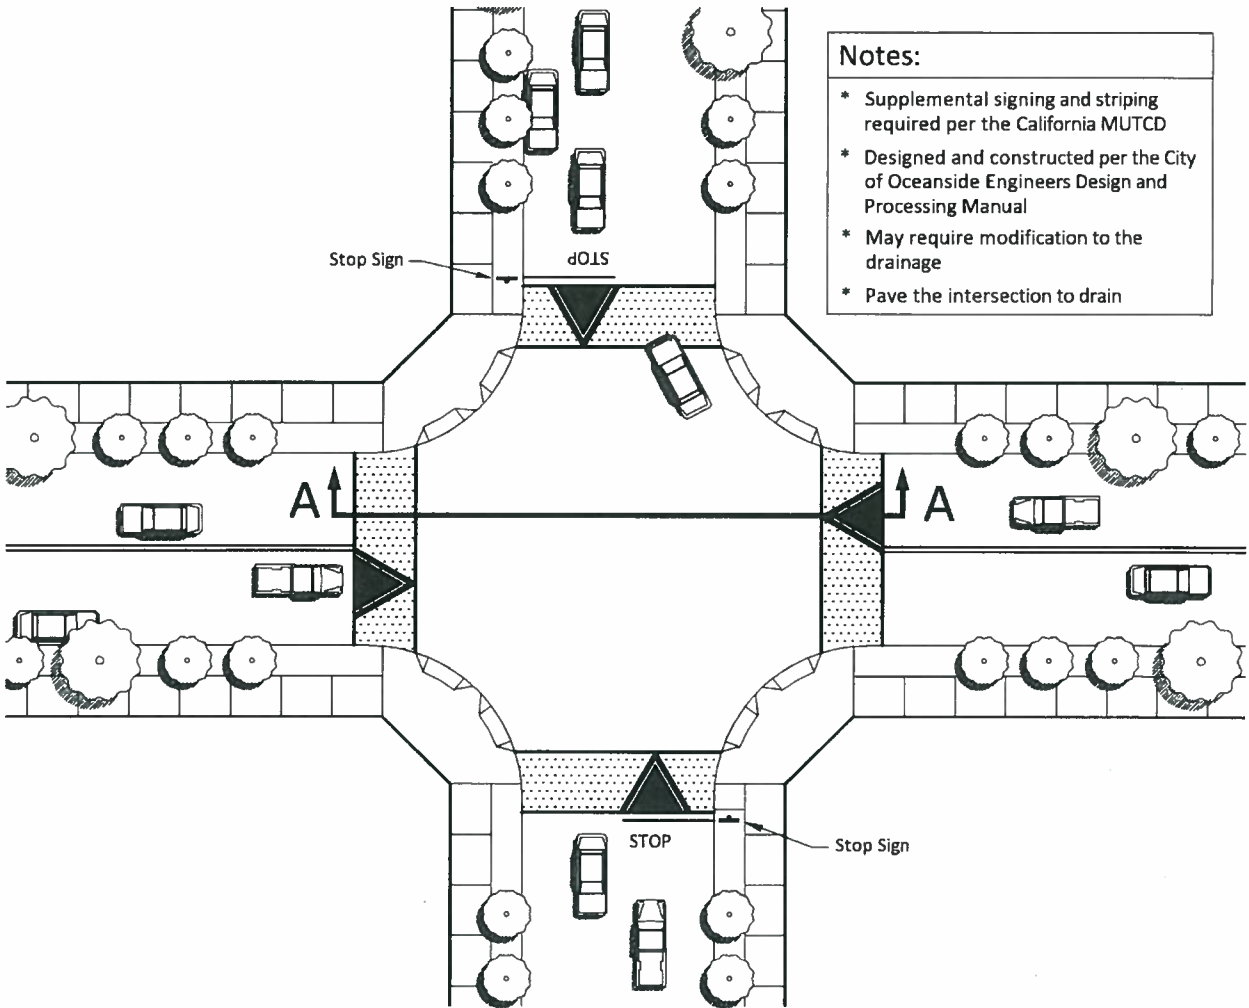 Notes:
* Supplemental signing and striping
required per the California MUTCD
* Designed and constructed per the City
of Oceanside Engineers Design and
Processing Manual
* May require modification to the
drainage
* Pave the intersection to drain
Stop Sign
STOP
A
A
STOP
Stop Sign